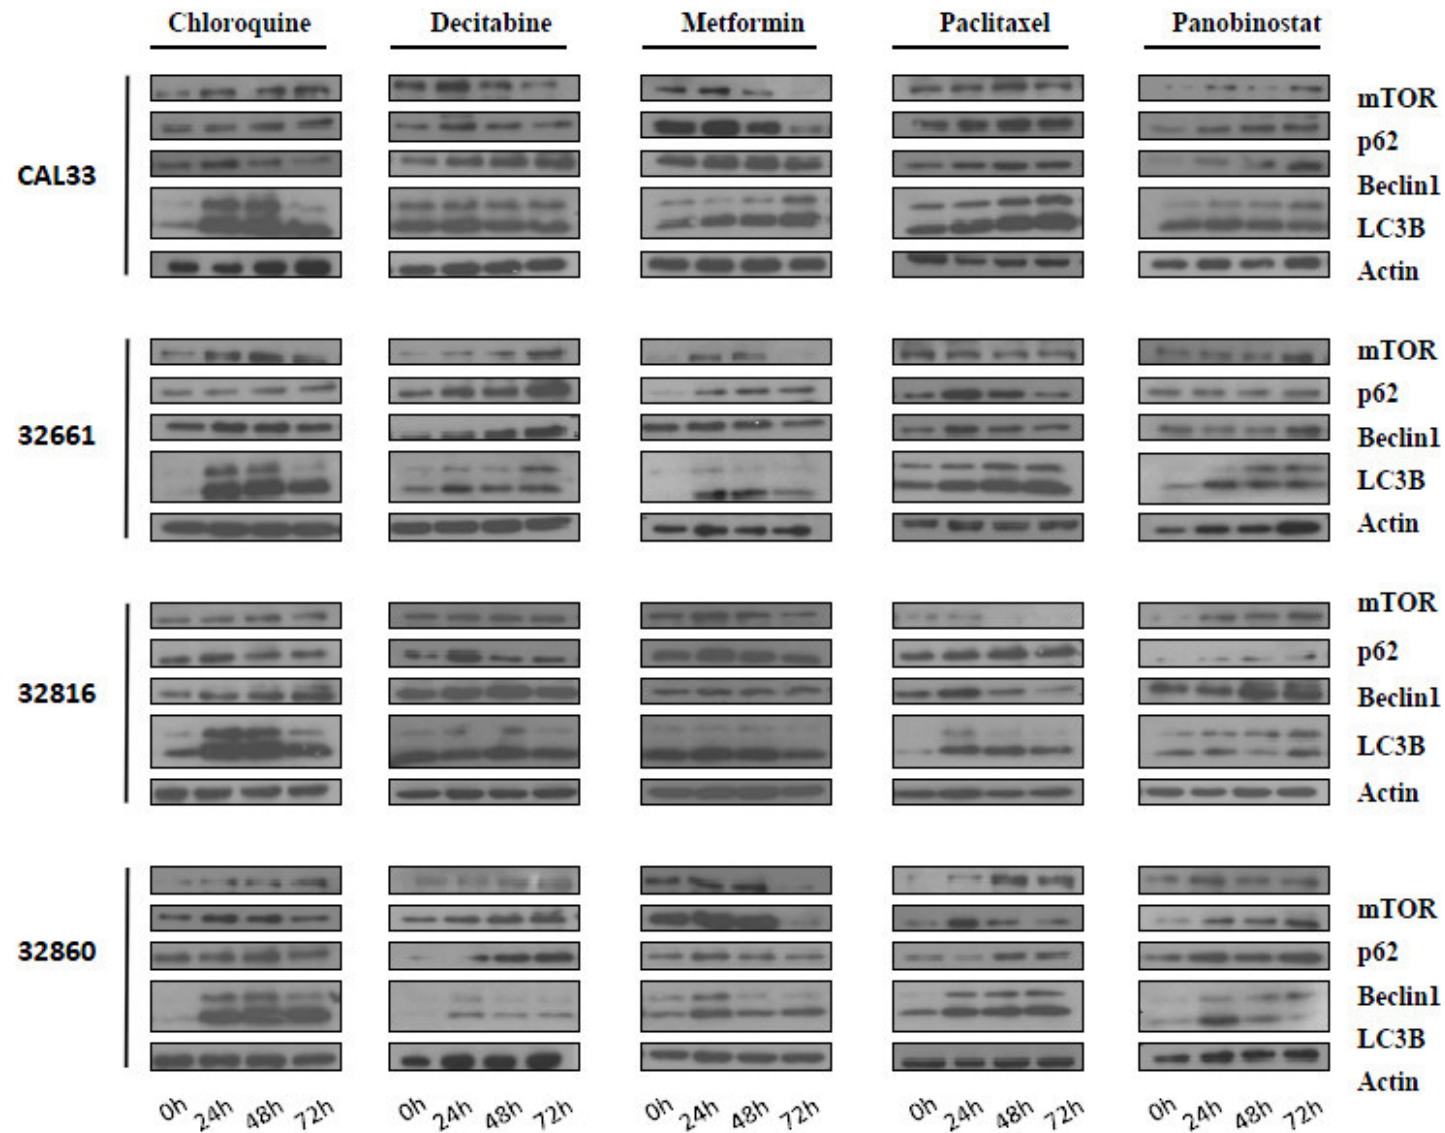 Chloroquine Decitabine Metformin Paclitaxel Panobinostat
CAL33
mTOR
p62
Beclin1
LC3B
Actin
32661
mTOR
p62
Beclin1
LC3B
Actin
32816
mTOR
p62
Beclin1
LC3B
Actin
32860
mTOR
p62
Beclin1
LC3B
Actin
0h 24h 48h 72h 0h 24h 48h 72h 0h 24h 48h 72h 0h 24h 48h 72h 0h 24h 48h 72h